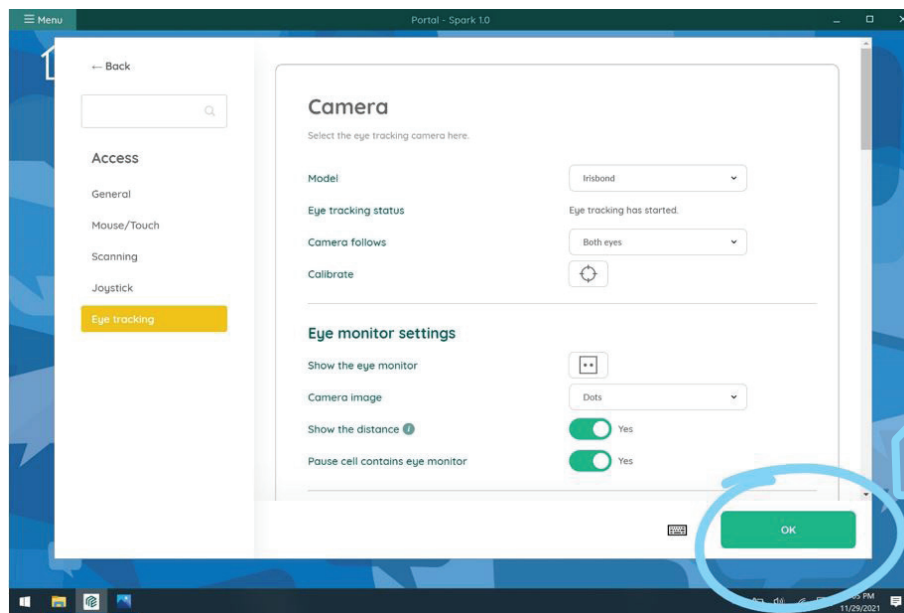 Menu
Portal - Spark 1.0
← Back
Access
General
Mouse/Touch
Scanning
Joystick
Eye tracking
Camera
Select the eye tracking camera here.
Model
Irisbond
Eye tracking status
Eye tracking has started.
Camera follows
Both eyes
Calibrate
Eye monitor settings
Show the eye monitor
Camera image
Dots
Show the distance
Yes
Pause cell contains eye monitor
Yes
OK
PM
11/29/2021